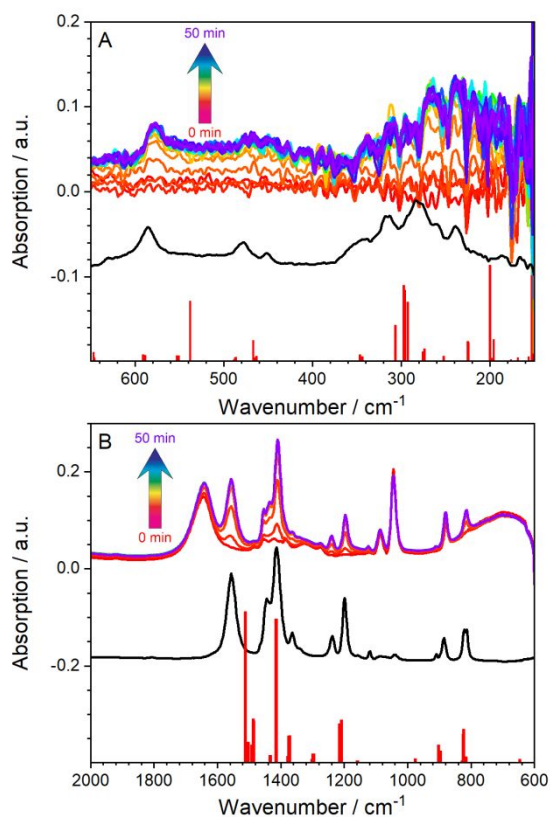 A
50 min
0 min
0.2
0.1
0.0
-0.1
Absorption / a.u.
600 500 400 300 200
Wavenumber / cm⁻¹
B
50 min
0 min
0.2
0.0
-0.2
Absorption / a.u.
2000 1800 1600 1400 1200 1000 800 600
Wavenumber / cm⁻¹